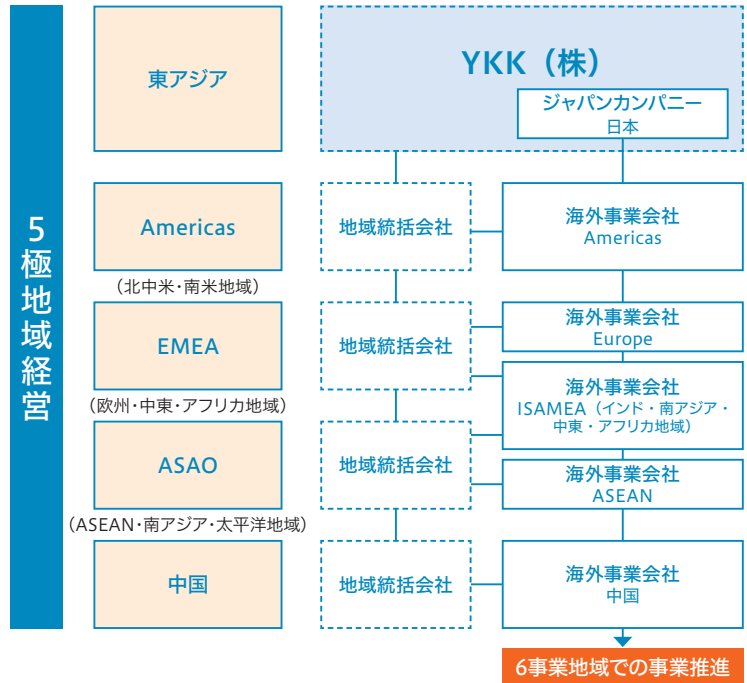 5極地域経営
東アジア
YKK（株）
ジャパンカンパニー
日本
Americas
（北中米・南米地域）
地域統括会社
海外事業会社
Americas
EMEA
（欧州・中東・アフリカ地域）
地域統括会社
海外事業会社
Europe
海外事業会社
ISAMEA（インド・南アジア・
中東・アフリカ地域）
ASAO
（ASEAN・南アジア・太平洋地域）
地域統括会社
海外事業会社
ASEAN
中国
地域統括会社
海外事業会社
中国
6事業地域での事業推進